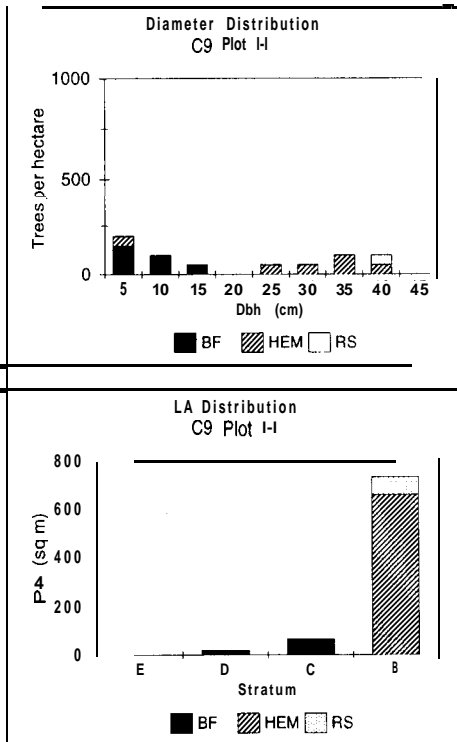 Diameter Distribution
C9 Plot I-I
Trees per hectare
1000
500
0
5 10 15 20 25 30 35 40 45
Dbh (cm)
BF HEM RS
LA Distribution
C9 Plot I-I
P4 (sq m)
800
600
400
200
0
E D C B
Stratum
BF HEM RS